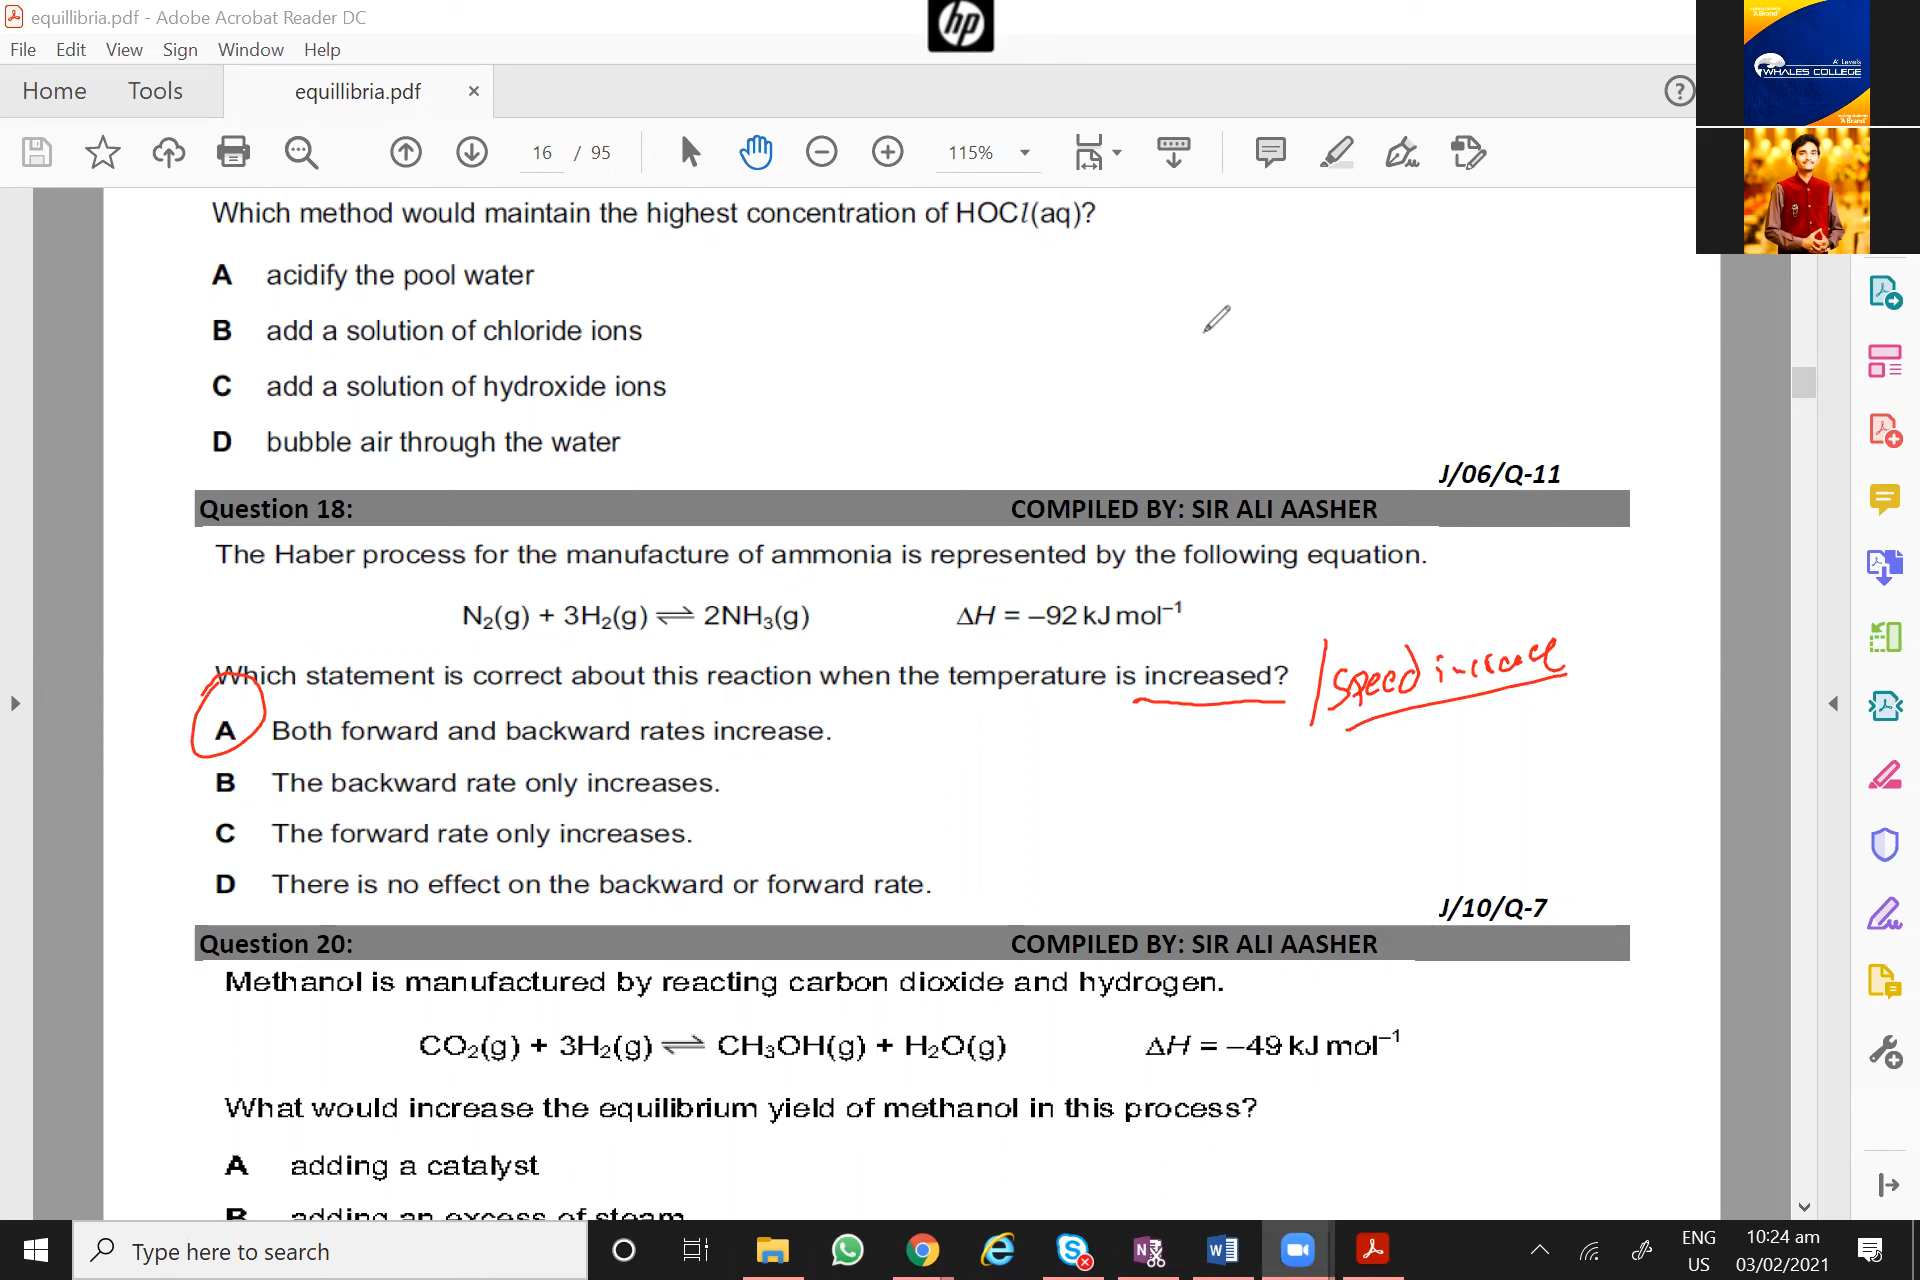 equillibria.pdf - Adobe Acrobat Reader DC
hp
File Edit View Sign Window Help
Home Tools equillibria.pdf ×
A' Levels
WHALES COLLEGE
16 / 95 115%
Which method would maintain the highest concentration of HOCl(aq)?
A acidify the pool water
B add a solution of chloride ions
C add a solution of hydroxide ions
D bubble air through the water
J/06/Q-11
Question 18: COMPILED BY: SIR ALI AASHER
The Haber process for the manufacture of ammonia is represented by the following equation.
N₂(g) + 3H₂(g) ⇌ 2NH₃(g) ΔH = –92 kJ mol⁻¹
Which statement is correct about this reaction when the temperature is increased?
speed increase
A Both forward and backward rates increase.
B The backward rate only increases.
C The forward rate only increases.
D There is no effect on the backward or forward rate.
J/10/Q-7
Question 20: COMPILED BY: SIR ALI AASHER
Methanol is manufactured by reacting carbon dioxide and hydrogen.
CO₂(g) + 3H₂(g) ⇌ CH₃OH(g) + H₂O(g) ΔH = –49 kJ mol⁻¹
What would increase the equilibrium yield of methanol in this process?
A adding a catalyst
B adding an excess of steam
Type here to search
ENG
US
10:24 am
03/02/2021